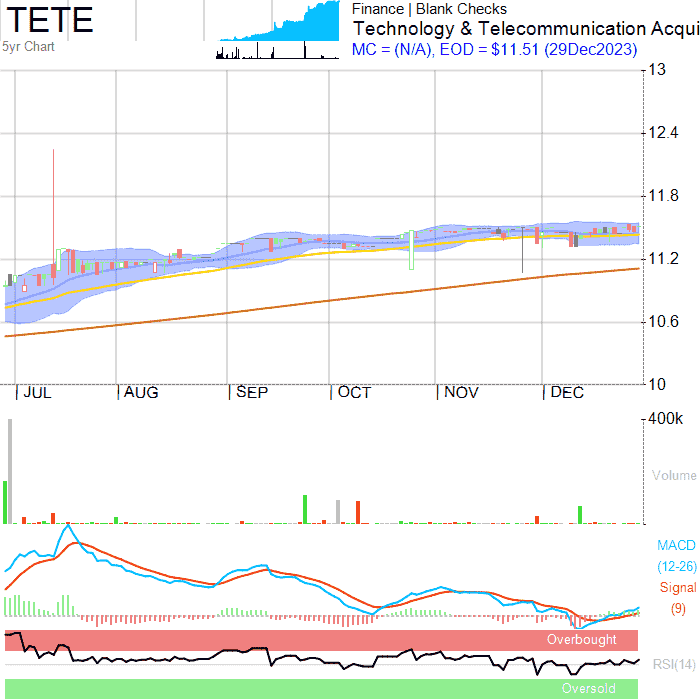 TETE
Finance | Blank Checks
5yr Chart
Technology & Telecommunication Acqui
MC = (N/A), EOD = $11.51 (29Dec2023)
13
12.4
11.8
11.2
10.6
10
JUL AUG SEP OCT NOV DEC
400k
Volume
MACD
(12-26)
Signal
(9)
Overbought
RSI(14)
Oversold